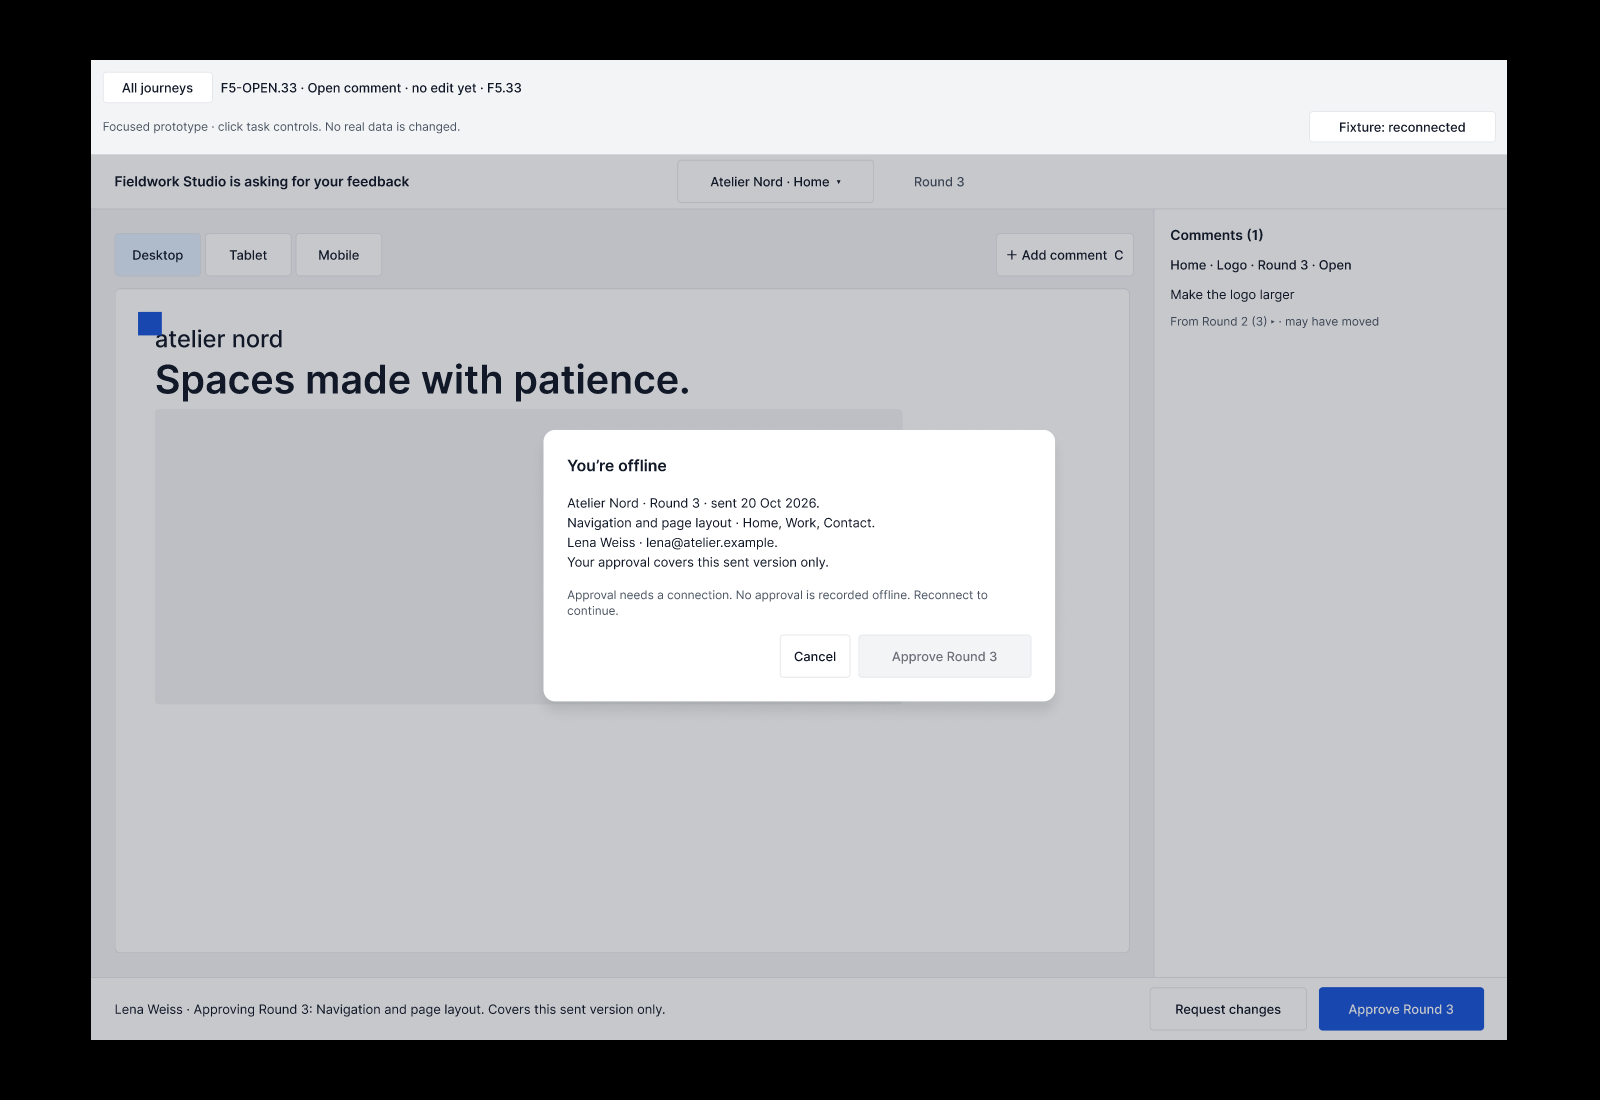 All journeys
F5-OPEN.33 · Open comment · no edit yet · F5.33
Focused prototype · click task controls. No real data is changed.
Fixture: reconnected
Fieldwork Studio is asking for your feedback
Atelier Nord · Home ▾
Round 3
Desktop
Tablet
Mobile
+ Add comment C
Comments (1)
Home · Logo · Round 3 · Open
Make the logo larger
From Round 2 (3) ▸ · may have moved
atelier nord
Spaces made with patience.
You’re offline
Atelier Nord · Round 3 · sent 20 Oct 2026.
Navigation and page layout · Home, Work, Contact.
Lena Weiss · lena@atelier.example.
Your approval covers this sent version only.
Approval needs a connection. No approval is recorded offline. Reconnect to
continue.
Cancel
Approve Round 3
Lena Weiss · Approving Round 3: Navigation and page layout. Covers this sent version only.
Request changes
Approve Round 3